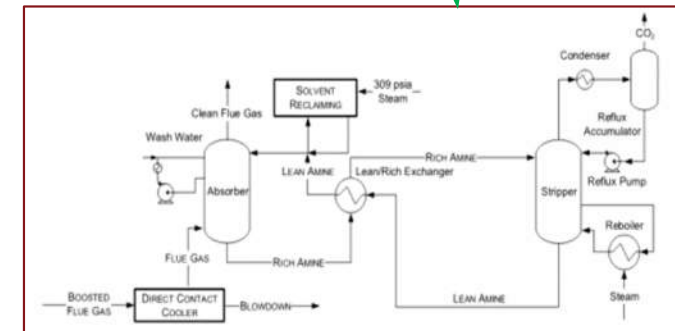 CO2
Condenser
SOLVENT
RECLAIMING
309 psia
Steam
Clean Flue Gas
Wash Water
Reflux
Accumulator
RICH AMINE
LEAN AMINE
Lean/Rich Exchanger
Absorber
Stripper
Reflux Pump
Reboiler
FLUE GAS
RICH AMINE
BOOSTED
FLUE GAS
DIRECT CONTACT
COOLER
BLOWDOWN
LEAN AMINE
Steam